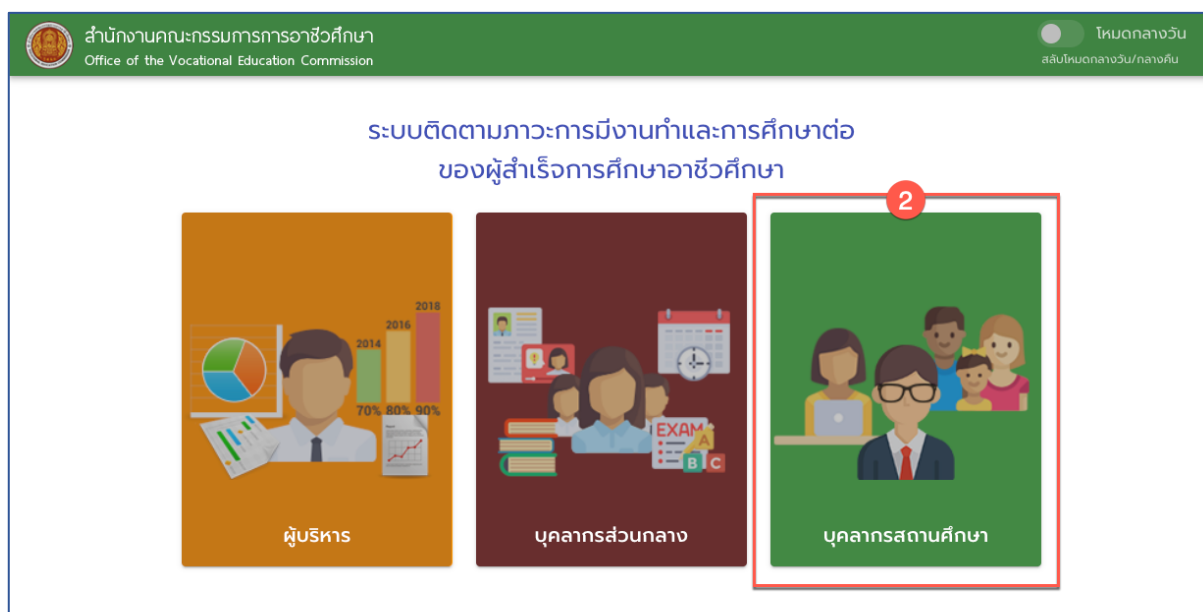 สำนักงานคณะกรรมการการอาชีวศึกษา
Office of the Vocational Education Commission
โหมดกลางวัน
สลับโหมดกลางวัน/กลางคืน
ระบบติดตามภาวะการมีงานทำและการศึกษาต่อ
ของผู้สำเร็จการศึกษาอาชีวศึกษา
2
2018
2016
2014
70% 80% 90%
EXAM
A
B C
ผู้บริหาร
บุคลากรส่วนกลาง
บุคลากรสถานศึกษา